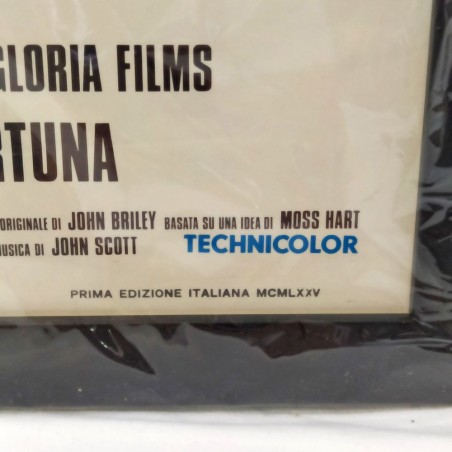 GLORIA FILMS
RTUNA
ORIGINALE DI JOHN BRILEY BASATA SU UNA IDEA DI MOSS HART
MUSICA DI JOHN SCOTT TECHNICOLOR
PRIMA EDIZIONE ITALIANA MCMLXXV